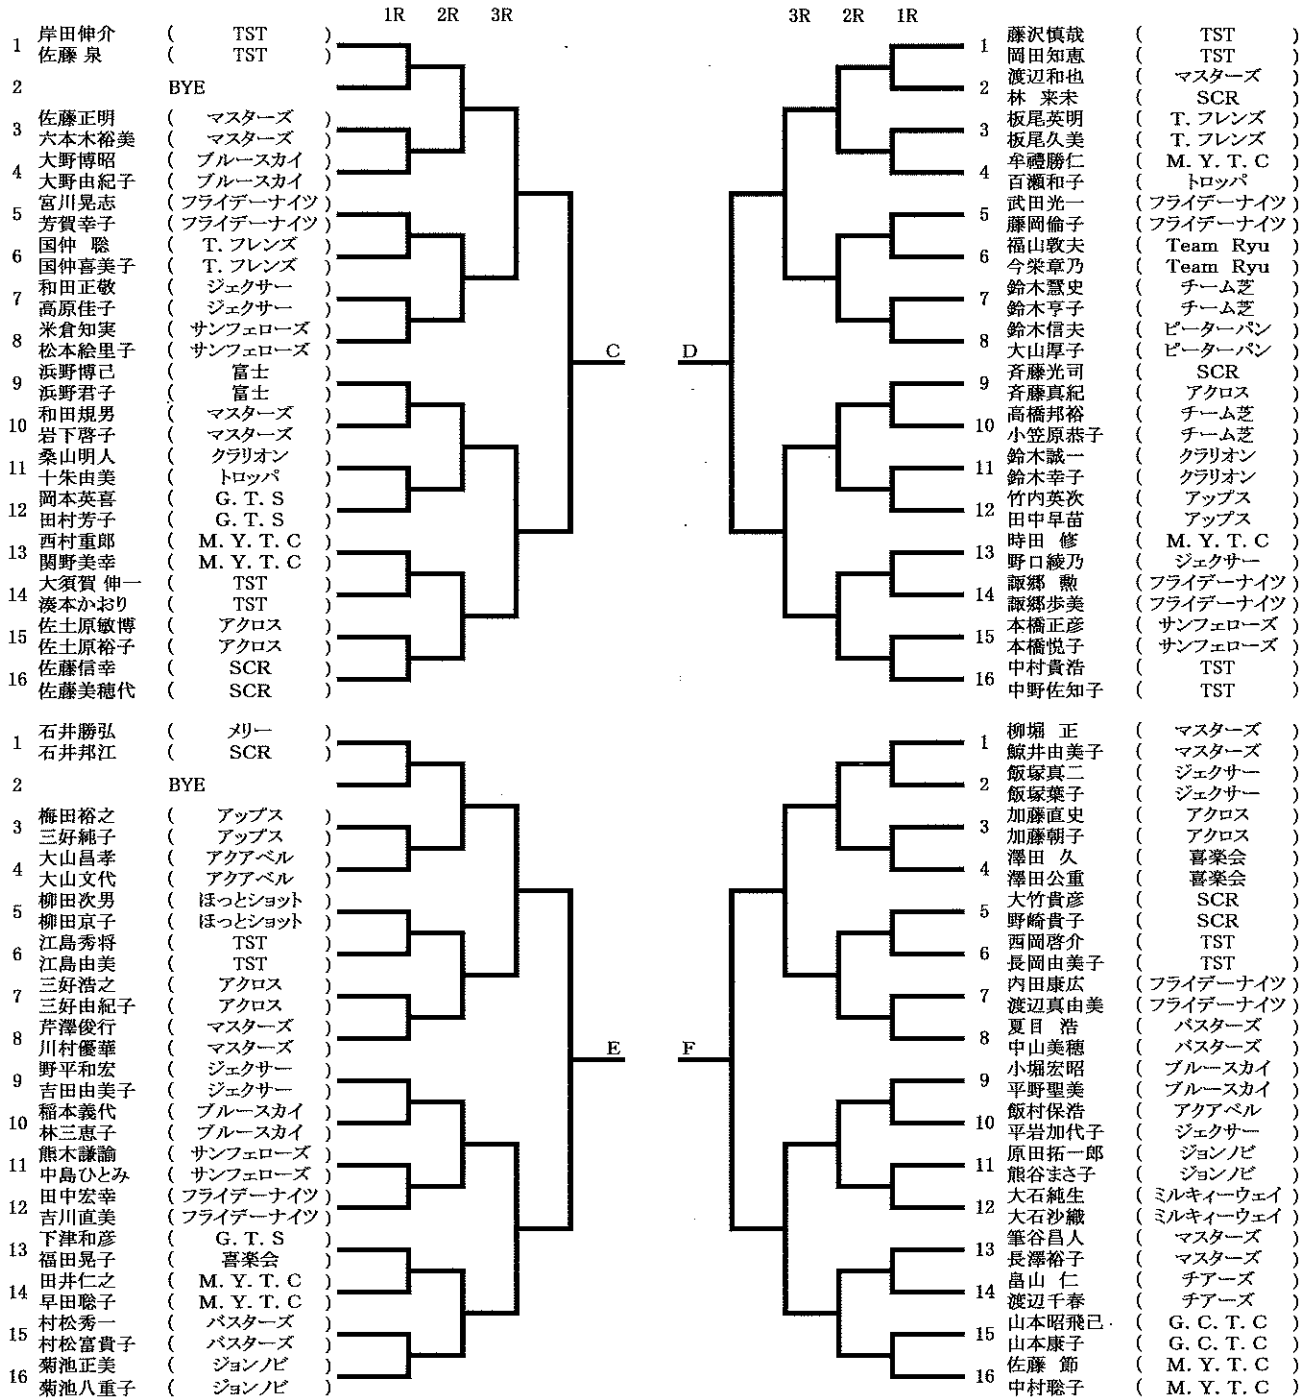 1R 2R 3R
1 岸田伸介 ( TST )
佐藤 泉 ( TST )
2 BYE
3 佐藤正明 ( マスターズ )
六本木裕美 ( マスターズ )
4 大野博昭 ( ブルースカイ )
大野由紀子 ( ブルースカイ )
5 宮川晃志 ( フライデーナイツ )
芳賀幸子 ( フライデーナイツ )
6 国仲 聡 ( T. フレンズ )
国仲喜美子 ( T. フレンズ )
7 和田正敬 ( ジェクサー )
高原佳子 ( ジェクサー )
8 米倉知実 ( サンフェローズ )
松本絵里子 ( サンフェローズ )
9 浜野博己 ( 富士 )
浜野君子 ( 富士 )
10 和田規男 ( マスターズ )
岩下啓子 ( マスターズ )
11 桑山明人 ( クラリオン )
十朱由美 ( トロッパ )
12 岡本英喜 ( G. T. S )
田村芳子 ( G. T. S )
13 西村重郎 ( M. Y. T. C )
関野美幸 ( M. Y. T. C )
14 大須賀 伸一 ( TST )
湊本かおり ( TST )
15 佐土原敏博 ( アクロス )
佐土原裕子 ( アクロス )
16 佐藤信幸 ( SCR )
佐藤美穂代 ( SCR )
C
3R 2R 1R
1 藤沢慎哉 ( TST )
岡田知恵 ( TST )
2 渡辺和也 ( マスターズ )
林 来未 ( SCR )
3 板尾英明 ( T. フレンズ )
板尾久美 ( T. フレンズ )
4 牟禮勝仁 ( M. Y. T. C )
百瀬和子 ( トロッパ )
5 武田光一 ( フライデーナイツ )
藤岡倫子 ( フライデーナイツ )
6 福山敦夫 ( Team Ryu )
今栄章乃 ( Team Ryu )
7 鈴木慧史 ( チーム芝 )
鈴木亨子 ( チーム芝 )
8 鈴木信夫 ( ピーターパン )
大山厚子 ( ピーターパン )
9 斉藤光司 ( SCR )
斉藤真紀 ( アクロス )
10 高橋邦裕 ( チーム芝 )
小笠原恭子 ( チーム芝 )
11 鈴木誠一 ( クラリオン )
鈴木幸子 ( クラリオン )
12 竹内英次 ( アップス )
田中早苗 ( アップス )
13 時田 修 ( M. Y. T. C )
野口綾乃 ( ジェクサー )
14 諏郷 勲 ( フライデーナイツ )
諏郷歩美 ( フライデーナイツ )
15 本橋正彦 ( サンフェローズ )
本橋悦子 ( サンフェローズ )
16 中村貴浩 ( TST )
中野佐知子 ( TST )
D
1 石井勝弘 ( メリー )
石井邦江 ( SCR )
2 BYE
3 梅田裕之 ( アップス )
三好純子 ( アップス )
4 大山昌孝 ( アクアベル )
大山文代 ( アクアベル )
5 柳田次男 ( ほっとショット )
柳田京子 ( ほっとショット )
6 江島秀将 ( TST )
江島由美 ( TST )
7 三好浩之 ( アクロス )
三好由紀子 ( アクロス )
8 芹澤俊行 ( マスターズ )
川村優華 ( マスターズ )
9 野平和宏 ( ジェクサー )
吉田由美子 ( ジェクサー )
10 稲本義代 ( ブルースカイ )
林三恵子 ( ブルースカイ )
11 熊木謙諭 ( サンフェローズ )
中島ひとみ ( サンフェローズ )
12 田中宏幸 ( フライデーナイツ )
吉川直美 ( フライデーナイツ )
13 下津和彦 ( G. T. S )
福田晃子 ( 喜楽会 )
14 田井仁之 ( M. Y. T. C )
早田聡子 ( M. Y. T. C )
15 村松秀一 ( バスターズ )
村松富貴子 ( バスターズ )
16 菊池正美 ( ジョンノビ )
菊池八重子 ( ジョンノビ )
E
1 柳堀 正 ( マスターズ )
鯨井由美子 ( マスターズ )
2 飯塚真二 ( ジェクサー )
飯塚葉子 ( ジェクサー )
3 加藤直史 ( アクロス )
加藤朝子 ( アクロス )
4 澤田 久 ( 喜楽会 )
澤田公重 ( 喜楽会 )
5 大竹貴彦 ( SCR )
野崎貴子 ( SCR )
6 西岡啓介 ( TST )
長岡由美子 ( TST )
7 内田康広 ( フライデーナイツ )
渡辺真由美 ( フライデーナイツ )
8 夏目 浩 ( バスターズ )
中山美穂 ( バスターズ )
9 小堀宏昭 ( ブルースカイ )
平野聖美 ( ブルースカイ )
10 飯村保浩 ( アクアベル )
平岩加代子 ( ジェクサー )
11 原田拓一郎 ( ジョンノビ )
熊谷まさ子 ( ジョンノビ )
12 大石純生 ( ミルキィーウェイ )
大石沙織 ( ミルキィーウェイ )
13 筆谷昌人 ( マスターズ )
長澤裕子 ( マスターズ )
14 畠山 仁 ( チアーズ )
渡辺千春 ( チアーズ )
15 山本昭飛己 ( G. C. T. C )
山本康子 ( G. C. T. C )
16 佐藤 節 ( M. Y. T. C )
中村聡子 ( M. Y. T. C )
F